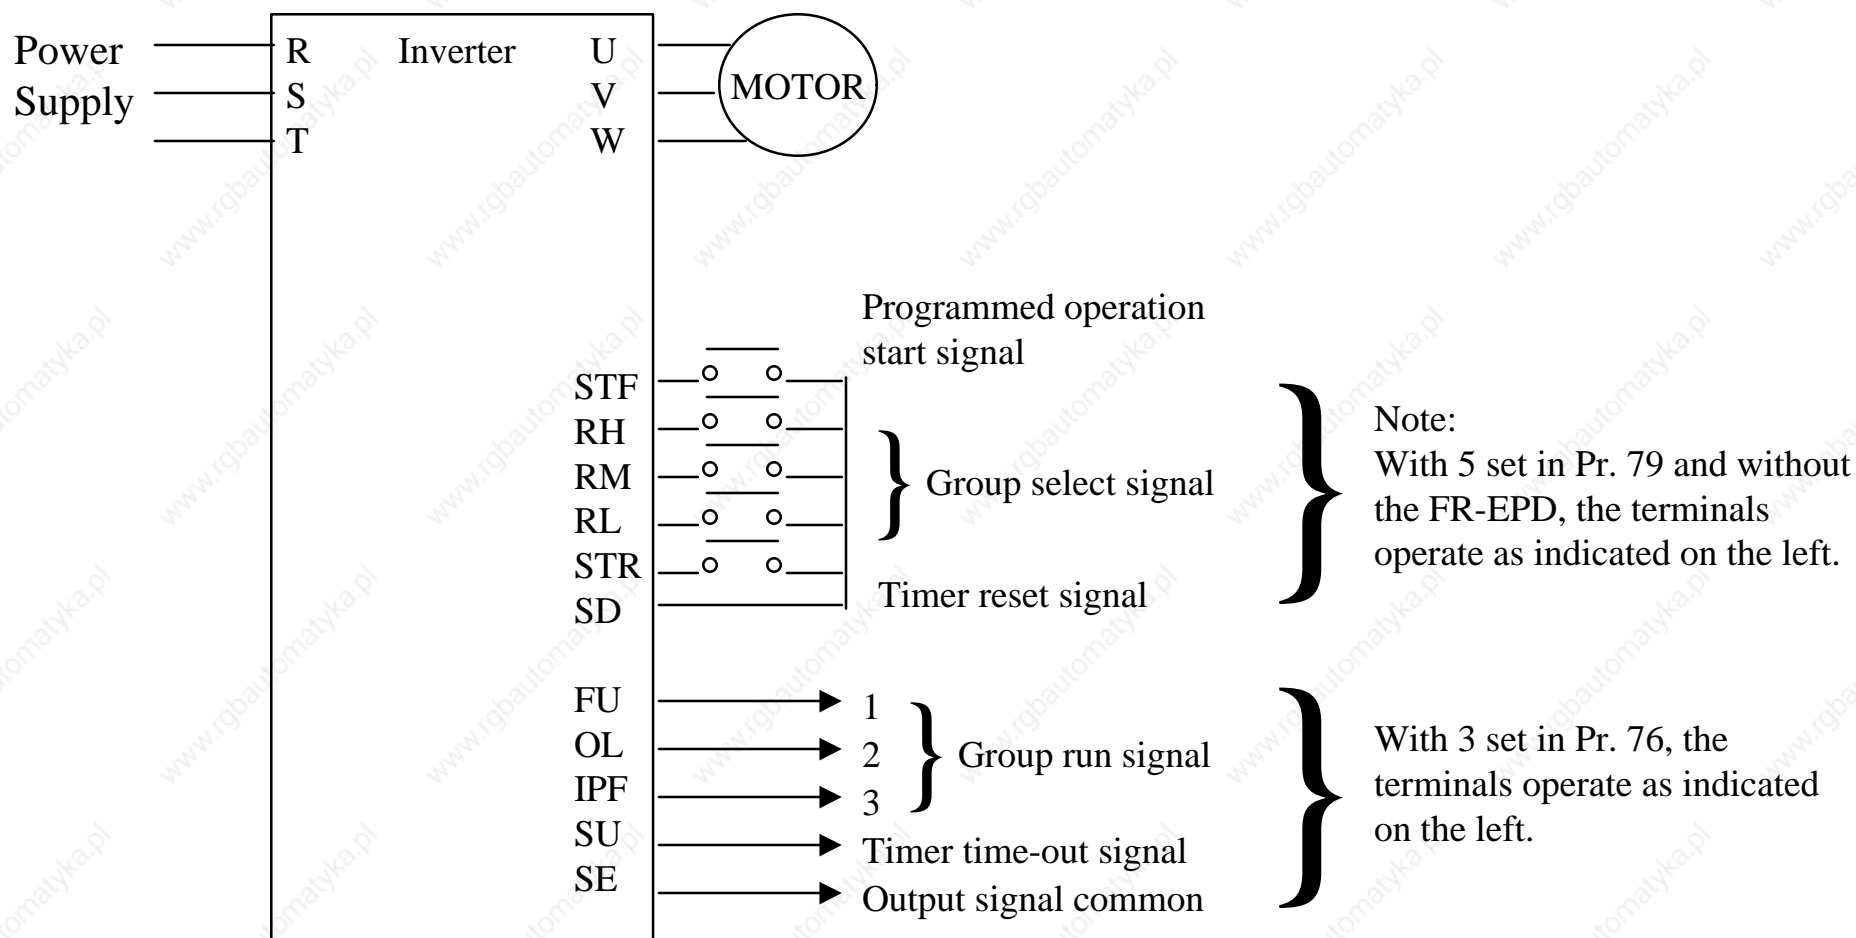 Power
Supply
R
S
T
Inverter
U
V
W
MOTOR
Programmed operation
start signal
STF
RH
RM
RL
STR
SD
Group select signal
Timer reset signal
Note:
With 5 set in Pr. 79 and without
the FR-EPD, the terminals
operate as indicated on the left.
FU
OL
IPF
SU
SE
1
2
3
Group run signal
Timer time-out signal
Output signal common
With 3 set in Pr. 76, the
terminals operate as indicated
on the left.
www.rgbautomatyka.pl